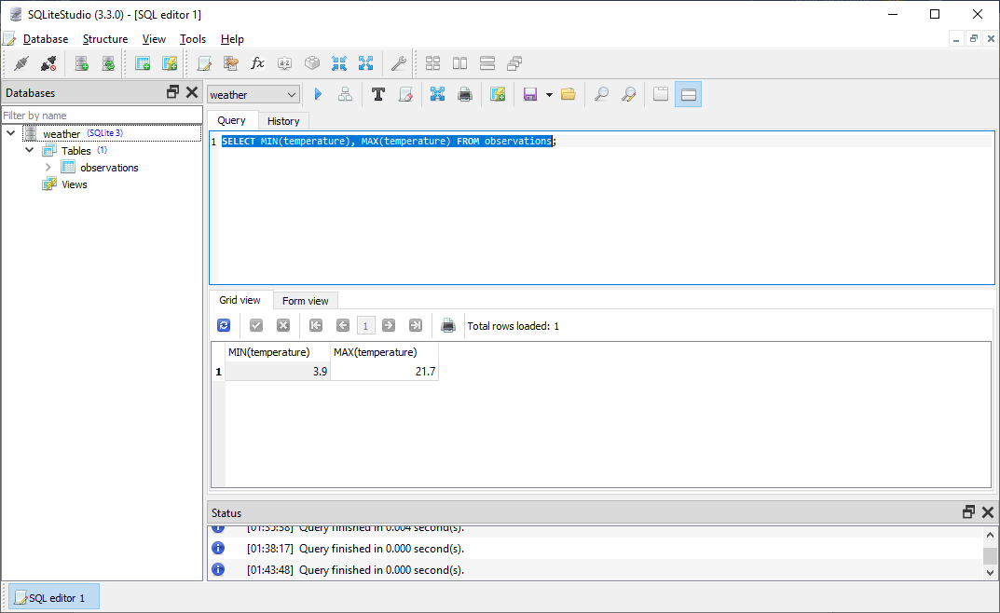 SQLiteStudio (3.3.0) - [SQL editor 1]
Database Structure View Tools Help
Databases
Filter by name
weather (SQLite 3)
Tables (1)
observations
Views
weather
Query History
1 SELECT MIN(temperature), MAX(temperature) FROM observations;
Grid view Form view
1 Total rows loaded: 1
MIN(temperature) MAX(temperature)
1 3.9 21.7
Status
[01:35:38] Query finished in 0.004 second(s).
[01:38:17] Query finished in 0.000 second(s).
[01:43:48] Query finished in 0.000 second(s).
SQL editor 1